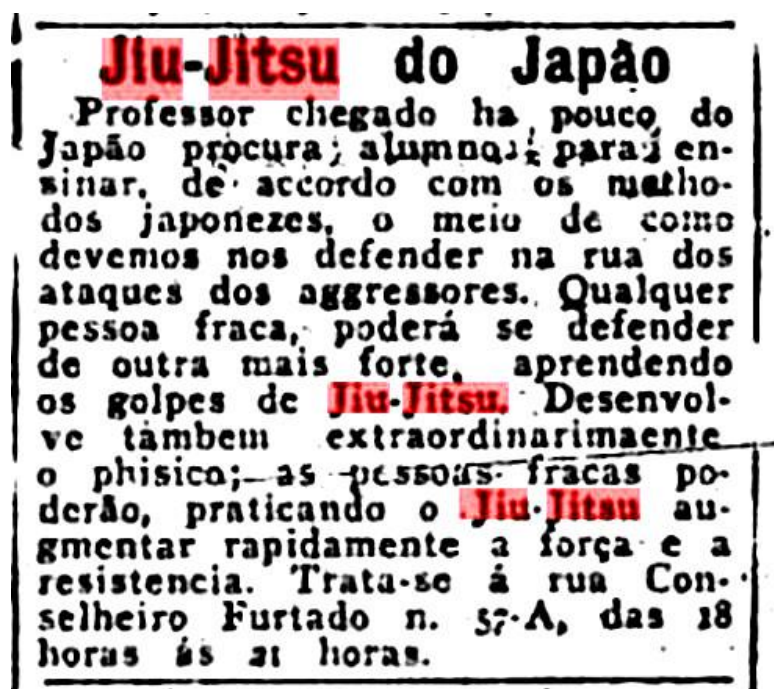 Jiu-Jitsu do Japão
Professor chegado ha pouco do
Japão procura alumnos para en-
sinar, de accordo com os metho-
dos japonezes, o meio de como
devemos nos defender na rua dos
ataques dos aggressores. Qualquer
pessoa fraca, poderá se defender
de outra mais forte, aprendendo
os golpes de Jiu-Jitsu. Desenvol-
ve tambem extraordinarimaente
o phisico; as pessoas fracas po-
derão, praticando o Jiu-Jitsu au-
gmentar rapidamente a força e a
resistencia. Trata-se á rua Con-
selheiro Furtado n. 57-A, das 18
horas ás 21 horas.